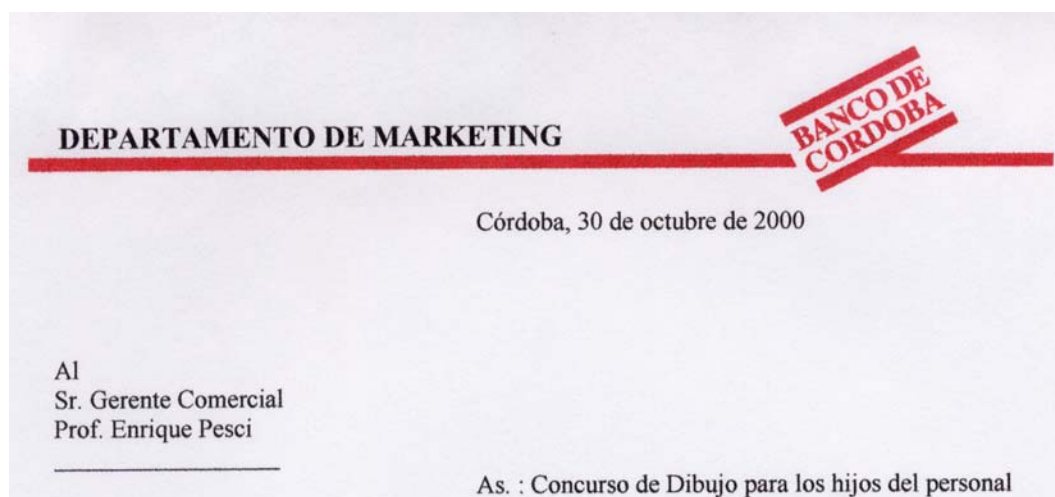 BANCO DE
CORDOBA
DEPARTAMENTO DE MARKETING
Córdoba, 30 de octubre de 2000
Al
Sr. Gerente Comercial
Prof. Enrique Pesci
As. : Concurso de Dibujo para los hijos del personal